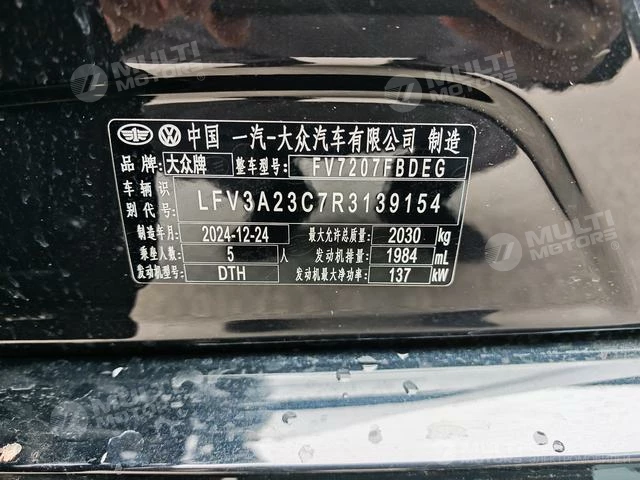 MULTI MOTORS
MULTI MOTORS
中国 一汽-大众汽车有限公司 制造
品牌: 大众牌 整车型号: FV7207FBDEG
车辆识别代号: LFV3A23C7R3139154
制造年月: 2024-12-24 最大允许总质量: 2030 kg
乘坐人数: 5 人 发动机排量: 1984 mL
发动机型号: DTH 发动机最大净功率: 137 kW
MULTI MOTORS
MULTI MOTORS
MULTI MOTORS